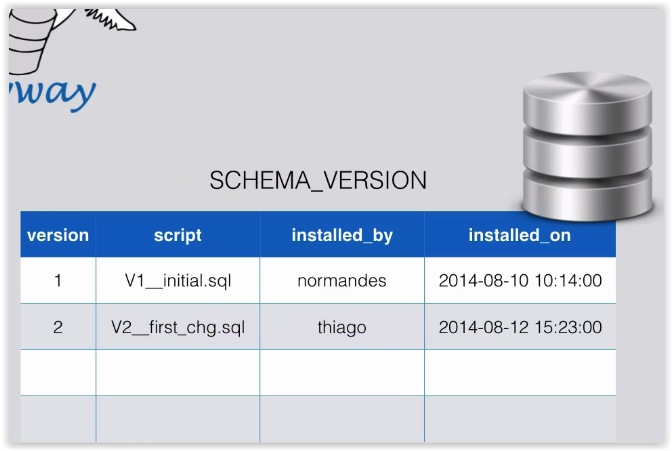 way
SCHEMA_VERSION
version script installed_by installed_on
1 V1__initial.sql normandes 2014-08-10 10:14:00
2 V2__first_chg.sql thiago 2014-08-12 15:23:00